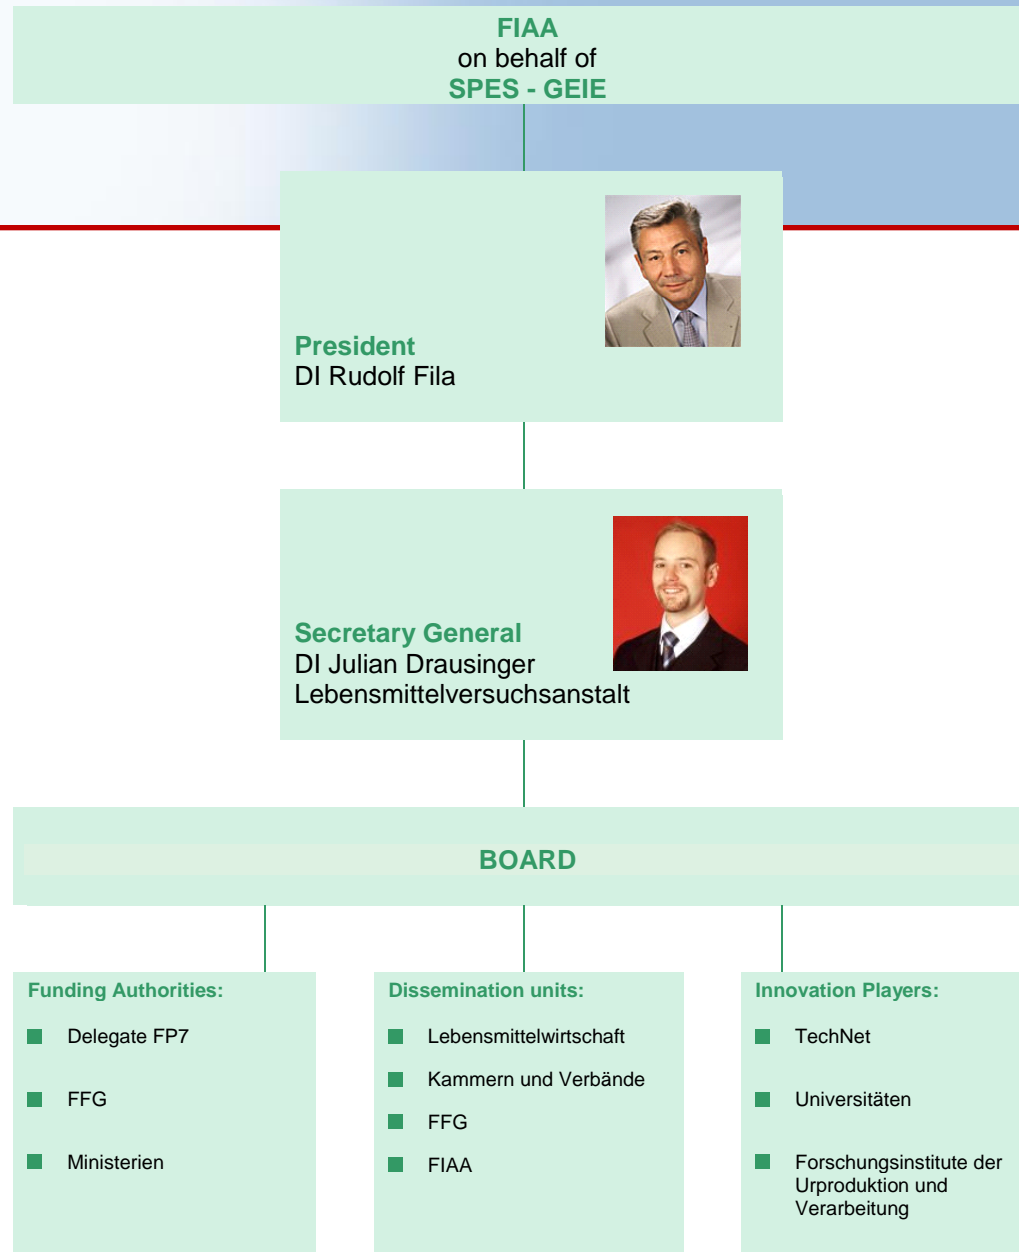 FIAA
on behalf of
SPES - GEIE
President
DI Rudolf Fila
Secretary General
DI Julian Drausinger
Lebensmittelversuchsanstalt
BOARD
Funding Authorities:
Delegate FP7
FFG
Ministerien
Dissemination units:
Lebensmittelwirtschaft
Kammern und Verbände
FFG
FIAA
Innovation Players:
TechNet
Universitäten
Forschungsinstitute der
Urproduktion und
Verarbeitung